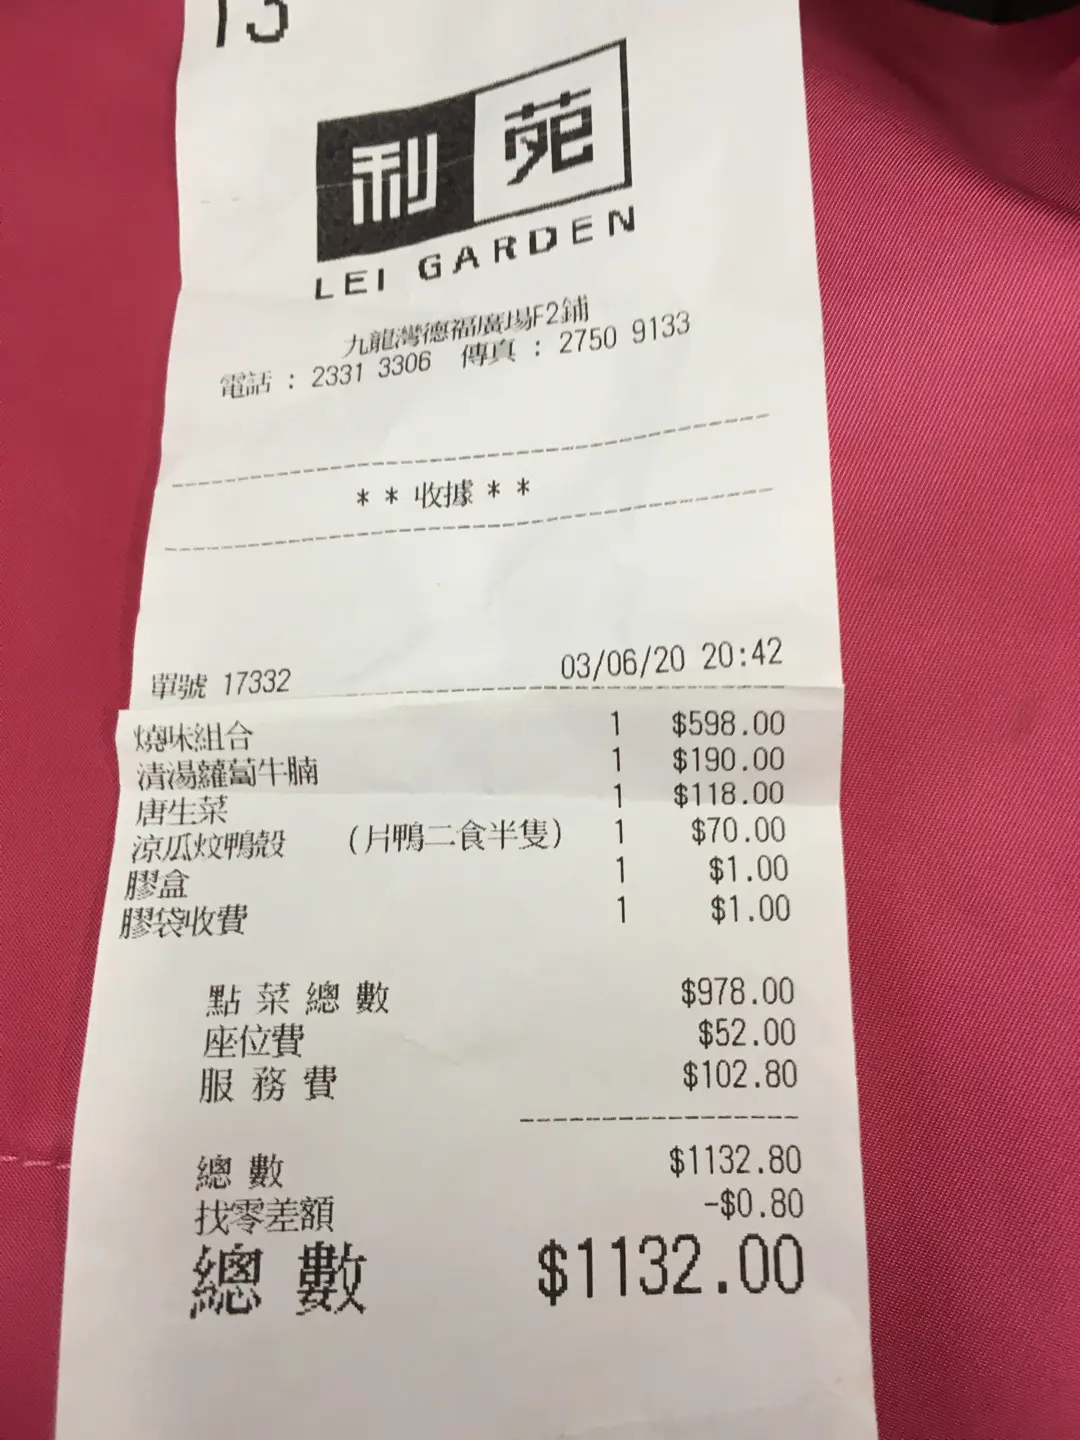 13
利苑
LEI GARDEN
九龍灣德福廣場F2鋪
電話 : 2331 3306 傳真 : 2750 9133
** 收據 **
單號 17332 03/06/20 20:42
燒味組合 1 $598.00
清湯蘿蔔牛腩 1 $190.00
唐生菜 1 $118.00
涼瓜炆鴨殼 (片鴨二食半隻) 1 $70.00
膠盒 1 $1.00
膠袋收費 1 $1.00
點菜總數 $978.00
座位費 $52.00
服務費 $102.80
總數 $1132.80
找零差額 -$0.80
總數 $1132.00